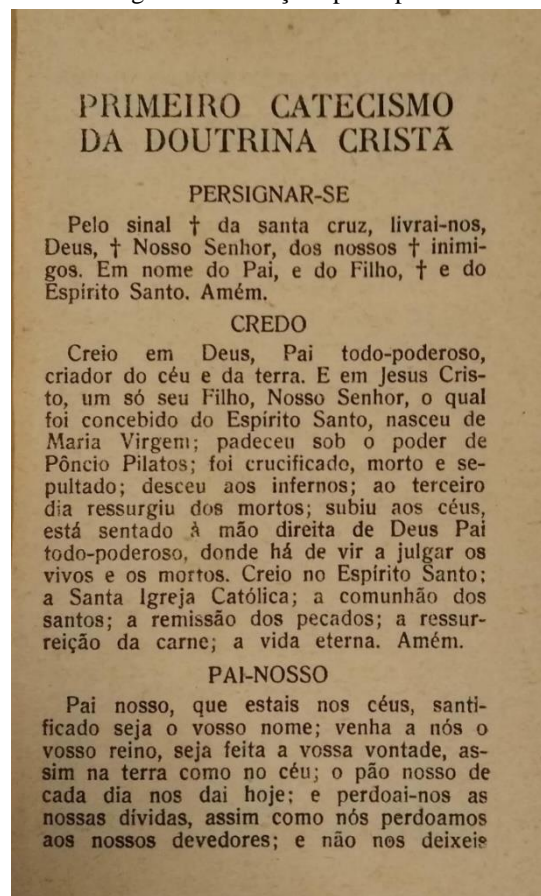 PRIMEIRO CATECISMO
DA DOUTRINA CRISTÃ
PERSIGNAR-SE
Pelo sinal † da santa cruz, livrai-nos,
Deus, † Nosso Senhor, dos nossos † inimi-
gos. Em nome do Pai, e do Filho, † e do
Espírito Santo. Amém.
CREDO
Creio em Deus, Pai todo-poderoso,
criador do céu e da terra. E em Jesus Cris-
to, um só seu Filho, Nosso Senhor, o qual
foi concebido do Espírito Santo, nasceu de
Maria Virgem; padeceu sob o poder de
Pôncio Pilatos; foi crucificado, morto e se-
pultado; desceu aos infernos; ao terceiro
dia ressurgiu dos mortos; subiu aos céus,
está sentado à mão direita de Deus Pai
todo-poderoso, donde há de vir a julgar os
vivos e os mortos. Creio no Espírito Santo;
a Santa Igreja Católica; a comunhão dos
santos; a remissão dos pecados; a ressur-
reição da carne; a vida eterna. Amém.
PAI-NOSSO
Pai nosso, que estais nos céus, santi-
ficado seja o vosso nome; venha a nós o
vosso reino, seja feita a vossa vontade, as-
sim na terra como no céu; o pão nosso de
cada dia nos dai hoje; e perdoai-nos as
nossas dívidas, assim como nós perdoamos
aos nossos devedores; e não nos deixeis